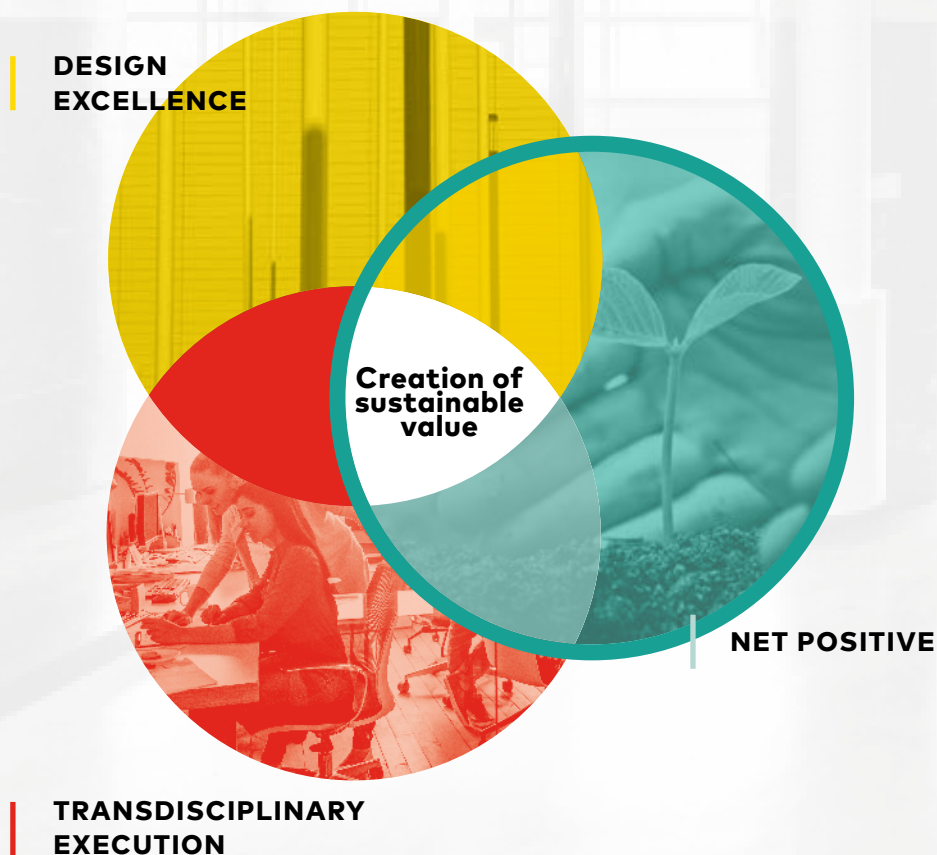 DESIGN
EXCELLENCE
Creation of
sustainable
value
NET POSITIVE
TRANSDISCIPLINARY
EXECUTION